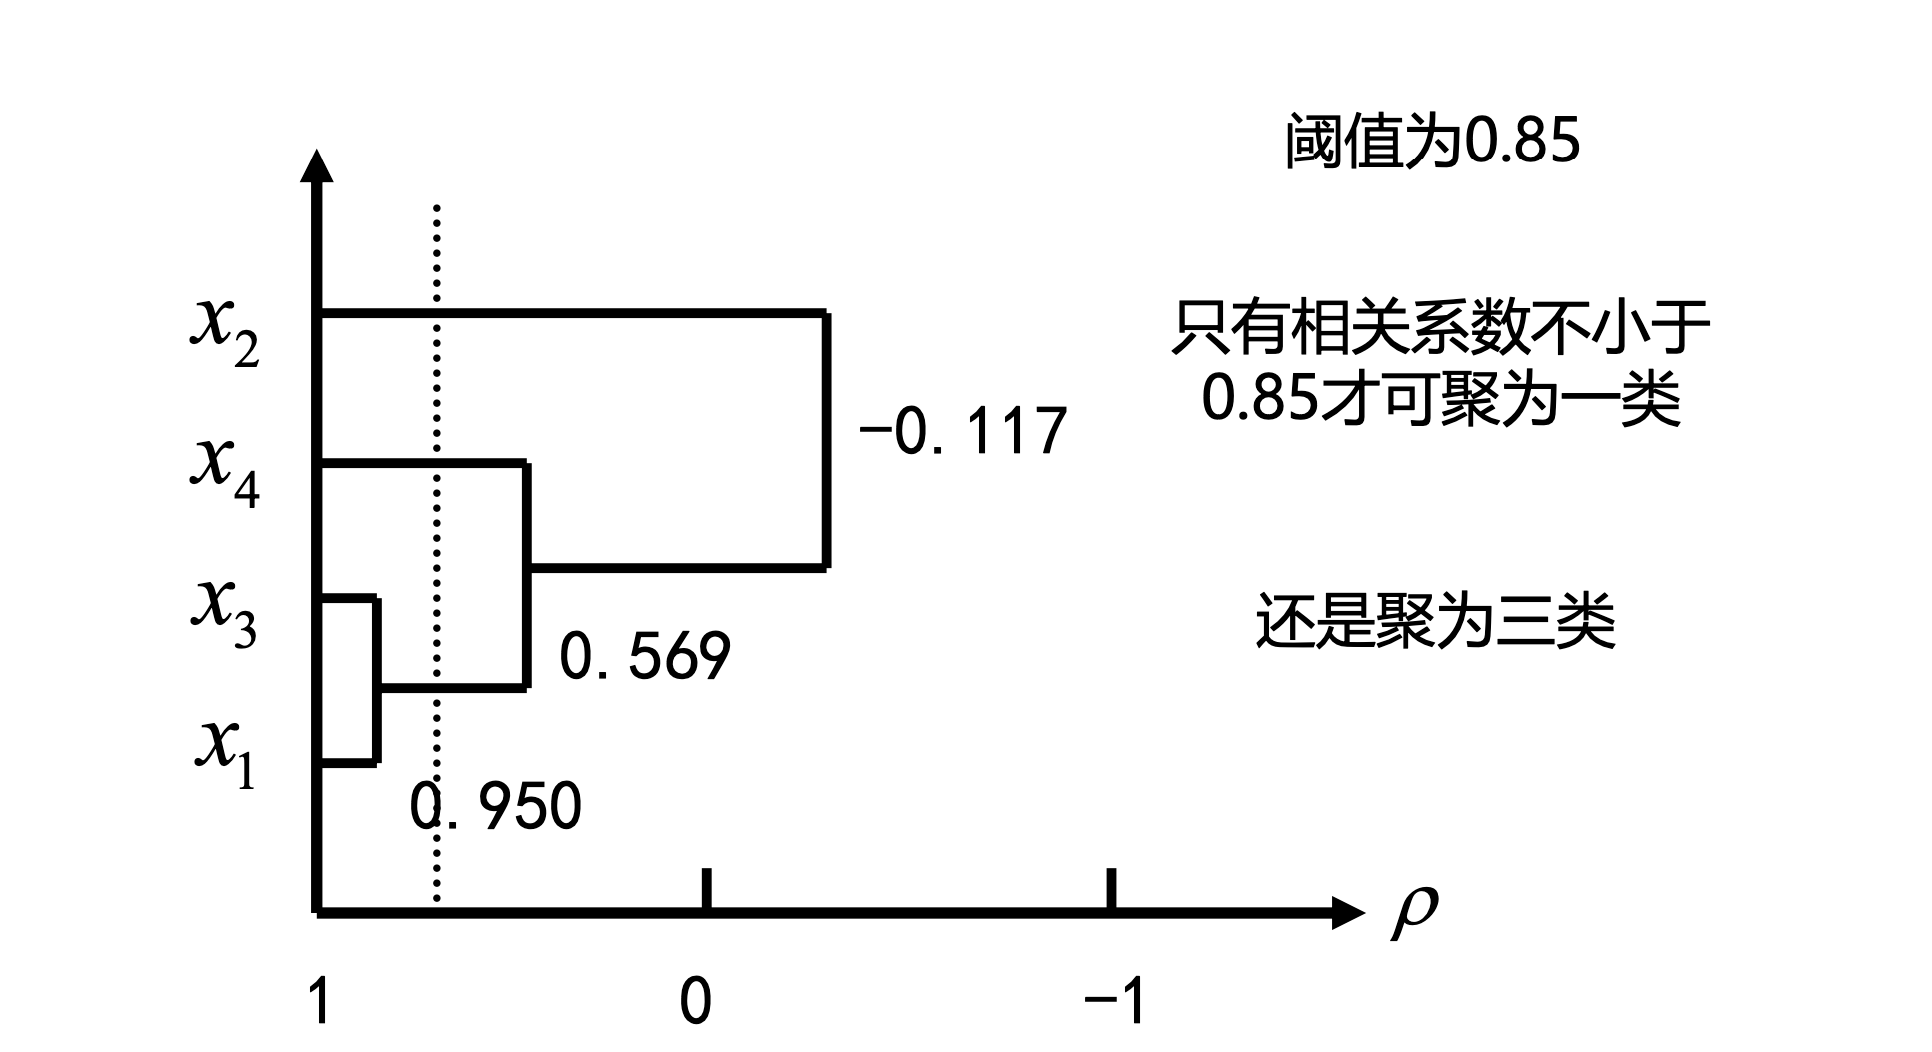 阈值为0.85
只有相关系数不小于
0.85才可聚为一类
还是聚为三类
x2
x4
x3
x1
-0.117
0.569
0.950
ρ
1 0 -1